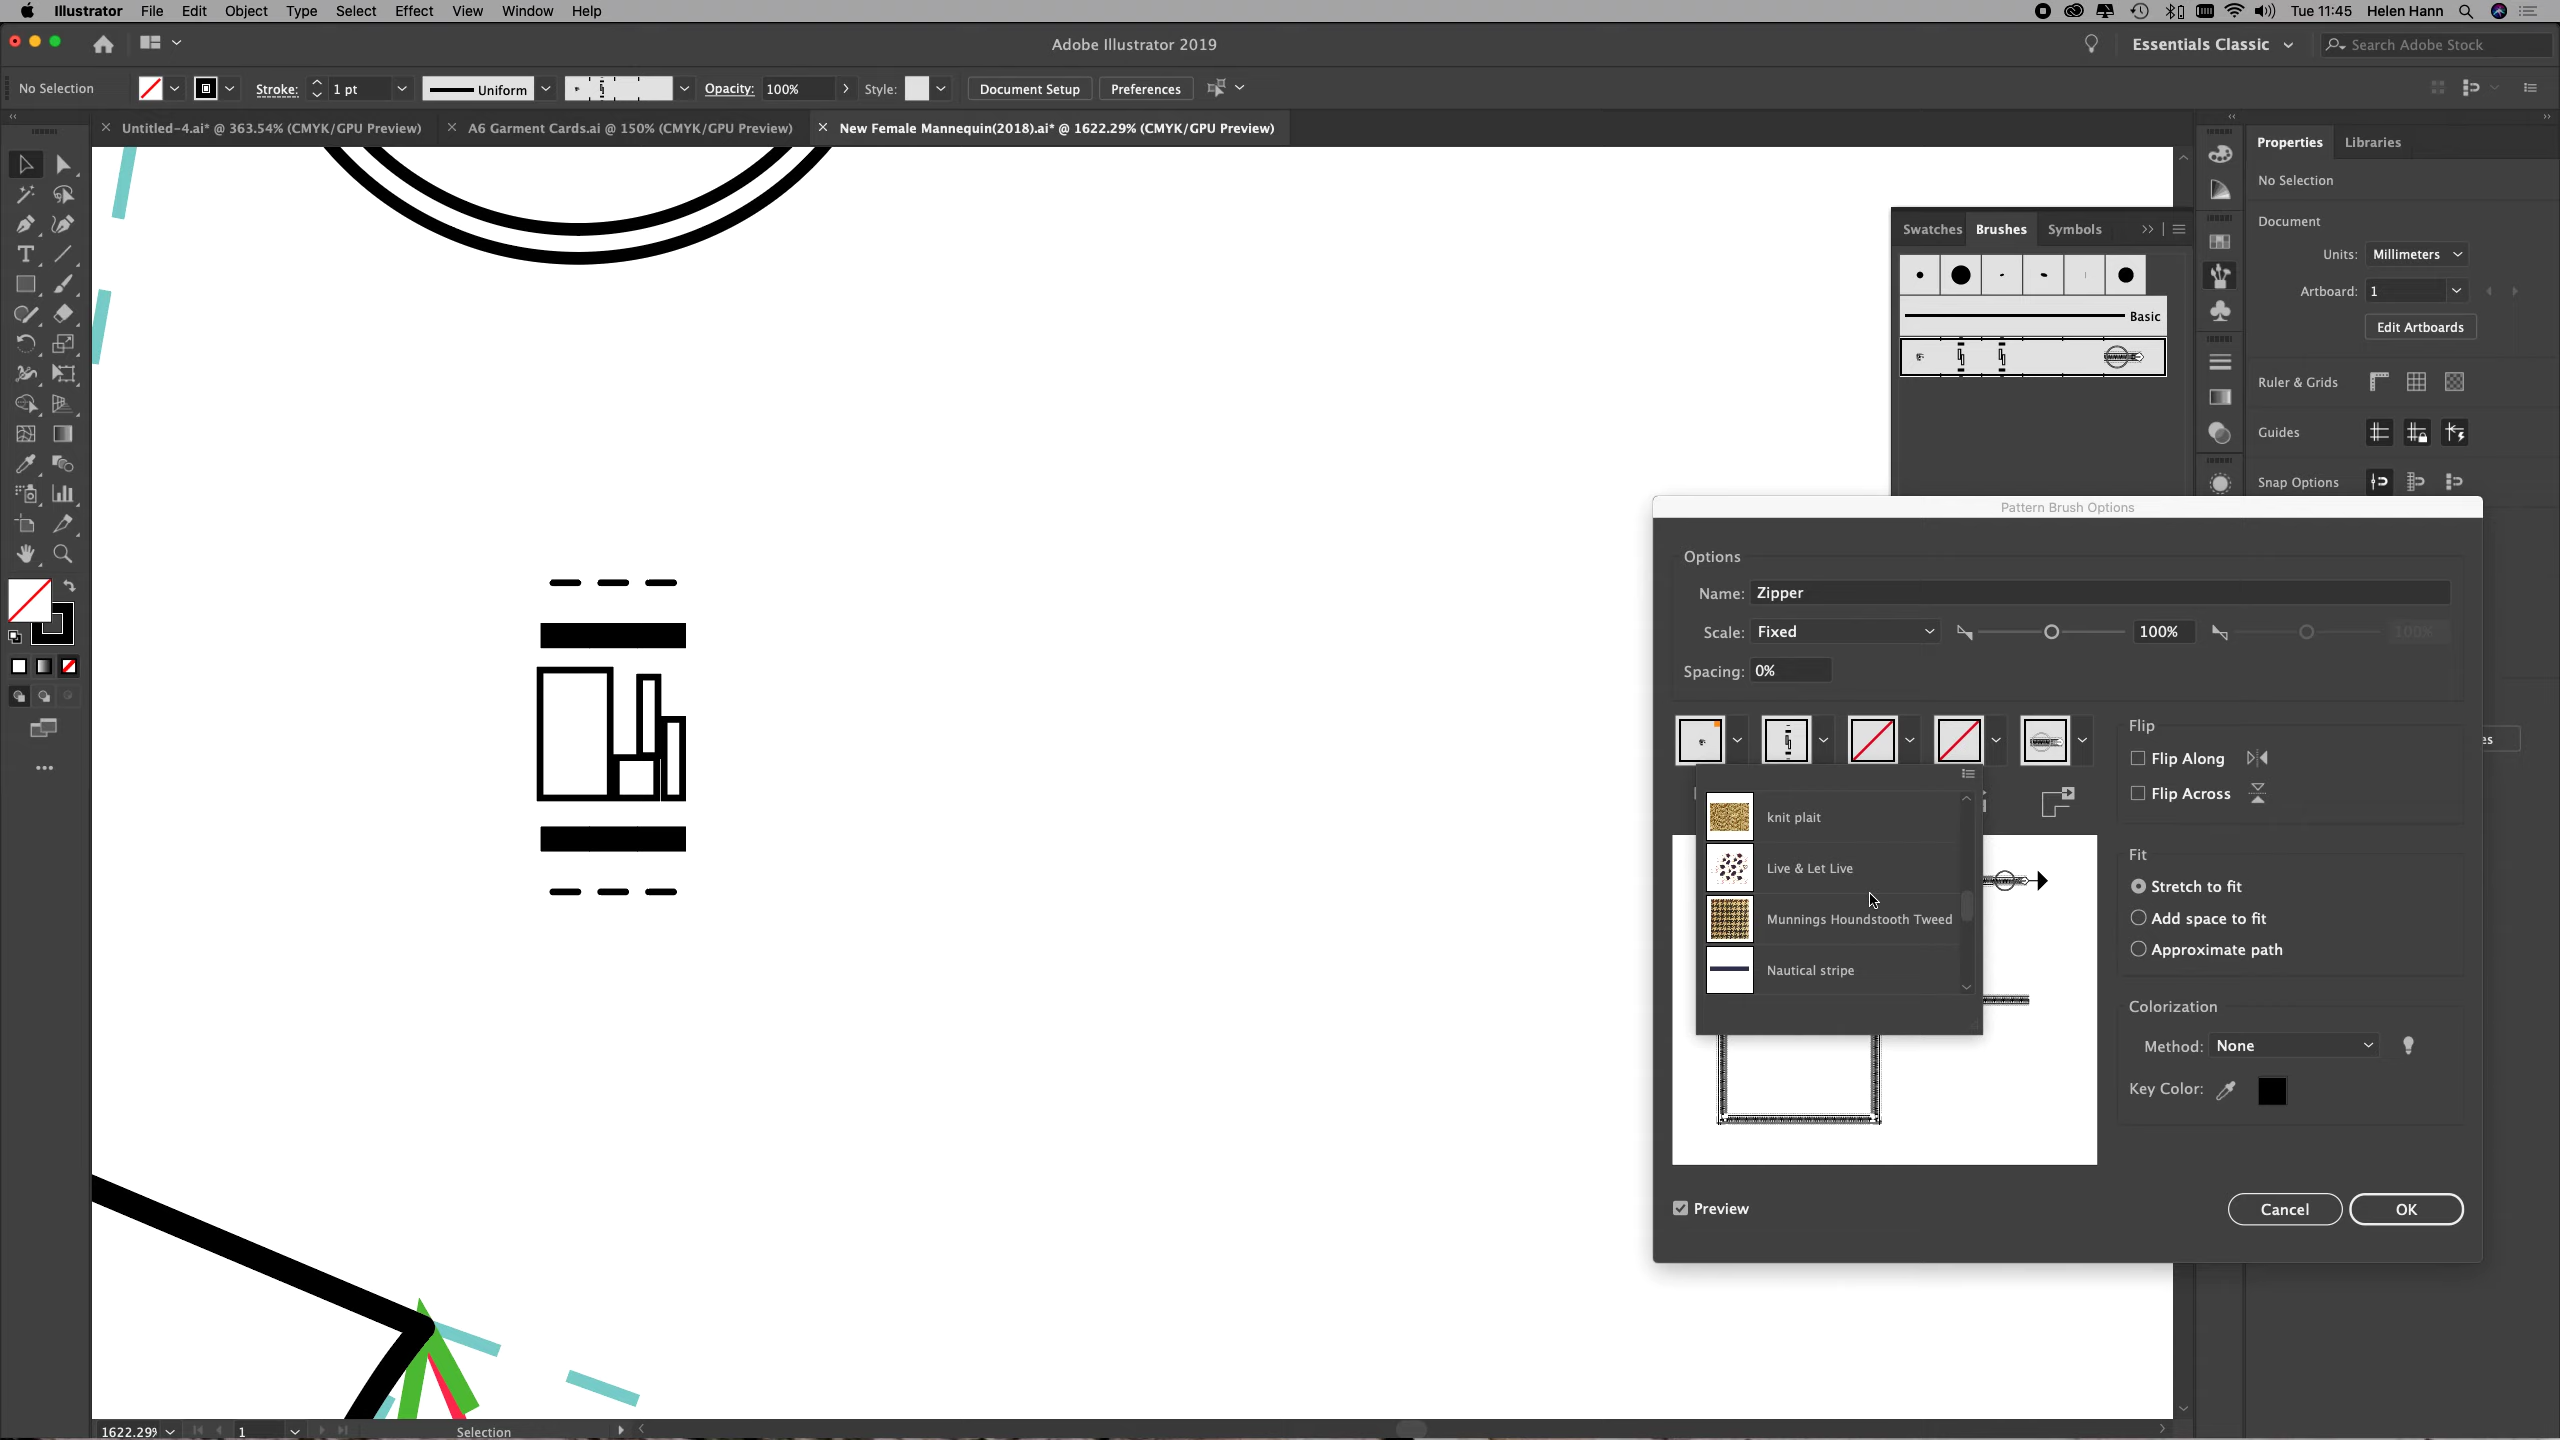 Illustrator File Edit Object Type Select Effect View Window Help Tue 11:45 Helen Hann
Adobe Illustrator 2019 Essentials Classic Search Adobe Stock
No Selection Stroke: 1 pt Uniform Opacity: 100% Style: Document Setup Preferences
Untitled-4.ai* @ 363.54% (CMYK/GPU Preview) A6 Garment Cards.ai @ 150% (CMYK/GPU Preview) New Female Mannequin(2018).ai* @ 1622.29% (CMYK/GPU Preview)
Properties Libraries
No Selection
Document
Units: Millimeters
Artboard: 1
Edit Artboards
Ruler & Grids
Guides
Snap Options
Swatches Brushes Symbols
Basic
Pattern Brush Options
Options
Name: Zipper
Scale: Fixed 100% 100%
Spacing: 0%
es
knit plait
Live & Let Live
Munnings Houndstooth Tweed
Nautical stripe
Flip
Flip Along
Flip Across
Fit
Stretch to fit
Add space to fit
Approximate path
Colorization
Method: None
Key Color:
Preview
Cancel OK
1622.29% 1 Selection